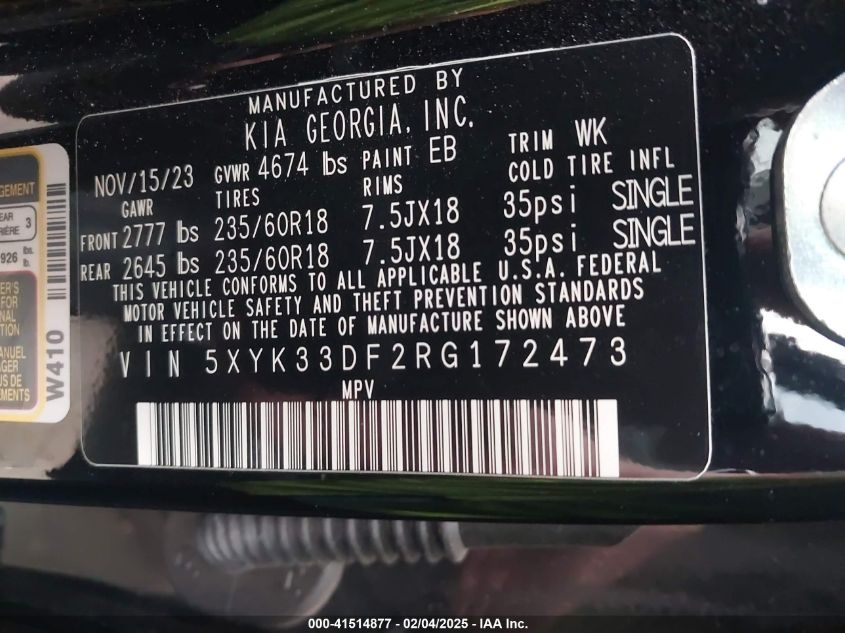 MANUFACTURED BY
KIA GEORGIA, INC.
NOV/15/23 GVWR 4674 lbs PAINT EB TRIM WK
GAWR TIRES RIMS COLD TIRE INFL
FRONT 2777 lbs 235/60R18 7.5JX18 35psi SINGLE
REAR 2645 lbs 235/60R18 7.5JX18 35psi SINGLE
THIS VEHICLE CONFORMS TO ALL APPLICABLE U.S.A. FEDERAL
MOTOR VEHICLE SAFETY AND THEFT PREVENTION STANDARDS
IN EFFECT ON THE DATE OF MANUFACTURE SHOWN ABOVE
VIN 5XYK33DF2RG172473
MPV
3
926 lb.
W410
000-41514877 - 02/04/2025 - IAA Inc.